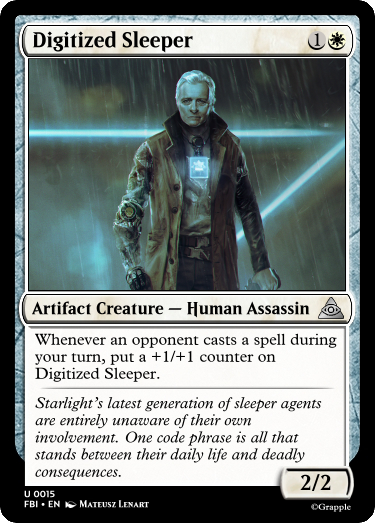 Digitized Sleeper 1
Artifact Creature — Human Assassin
Whenever an opponent casts a spell during
your turn, put a +1/+1 counter on
Digitized Sleeper.
Starlight's latest generation of sleeper agents
are entirely unaware of their own
involvement. One code phrase is all that
stands between their daily life and deadly
consequences.
2/2
U 0015
FBI • EN Mateusz Lenart
©Grapple